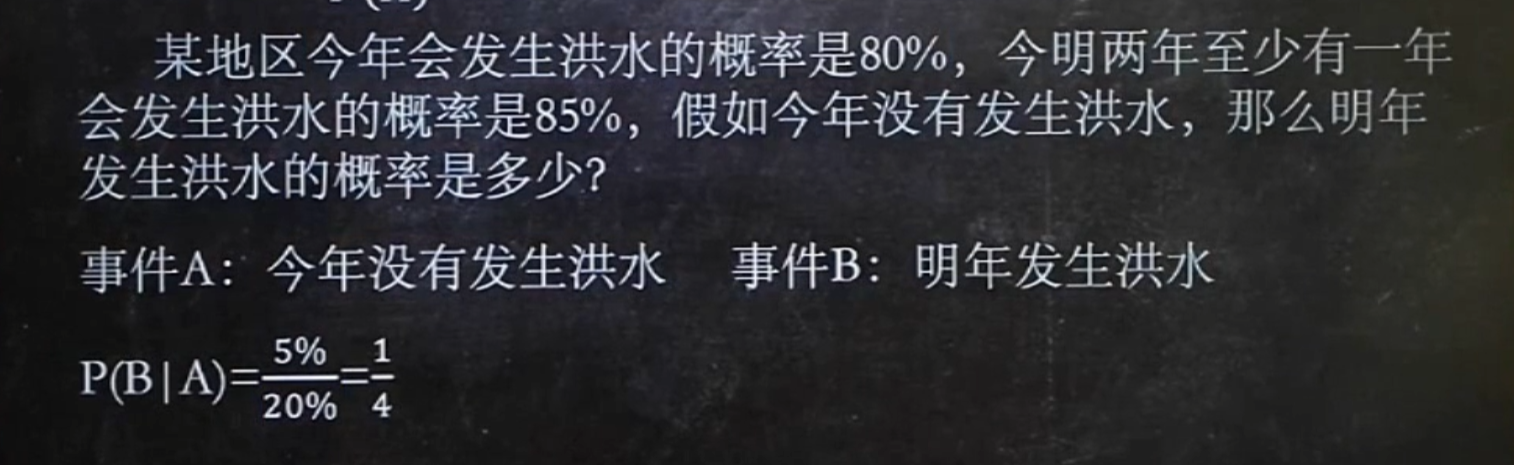 某地区今年会发生洪水的概率是80%，今明两年至少有一年
会发生洪水的概率是85%，假如今年没有发生洪水，那么明年
发生洪水的概率是多少?
事件A：今年没有发生洪水 事件B：明年发生洪水
P(B|A)=5%/20%=1/4